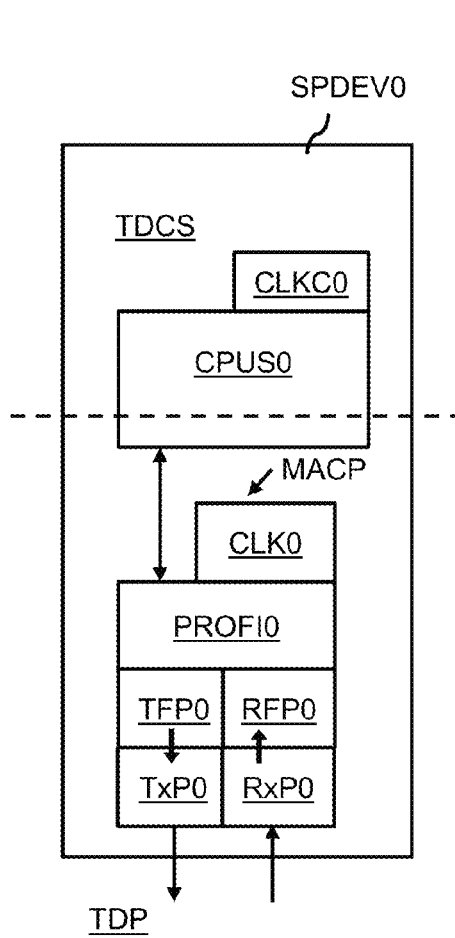 SPDEV0
TDCS
CLKC0
CPUS0
MACP
CLK0
PROFI0
TFP0 RFP0
TxP0 RxP0
TDP